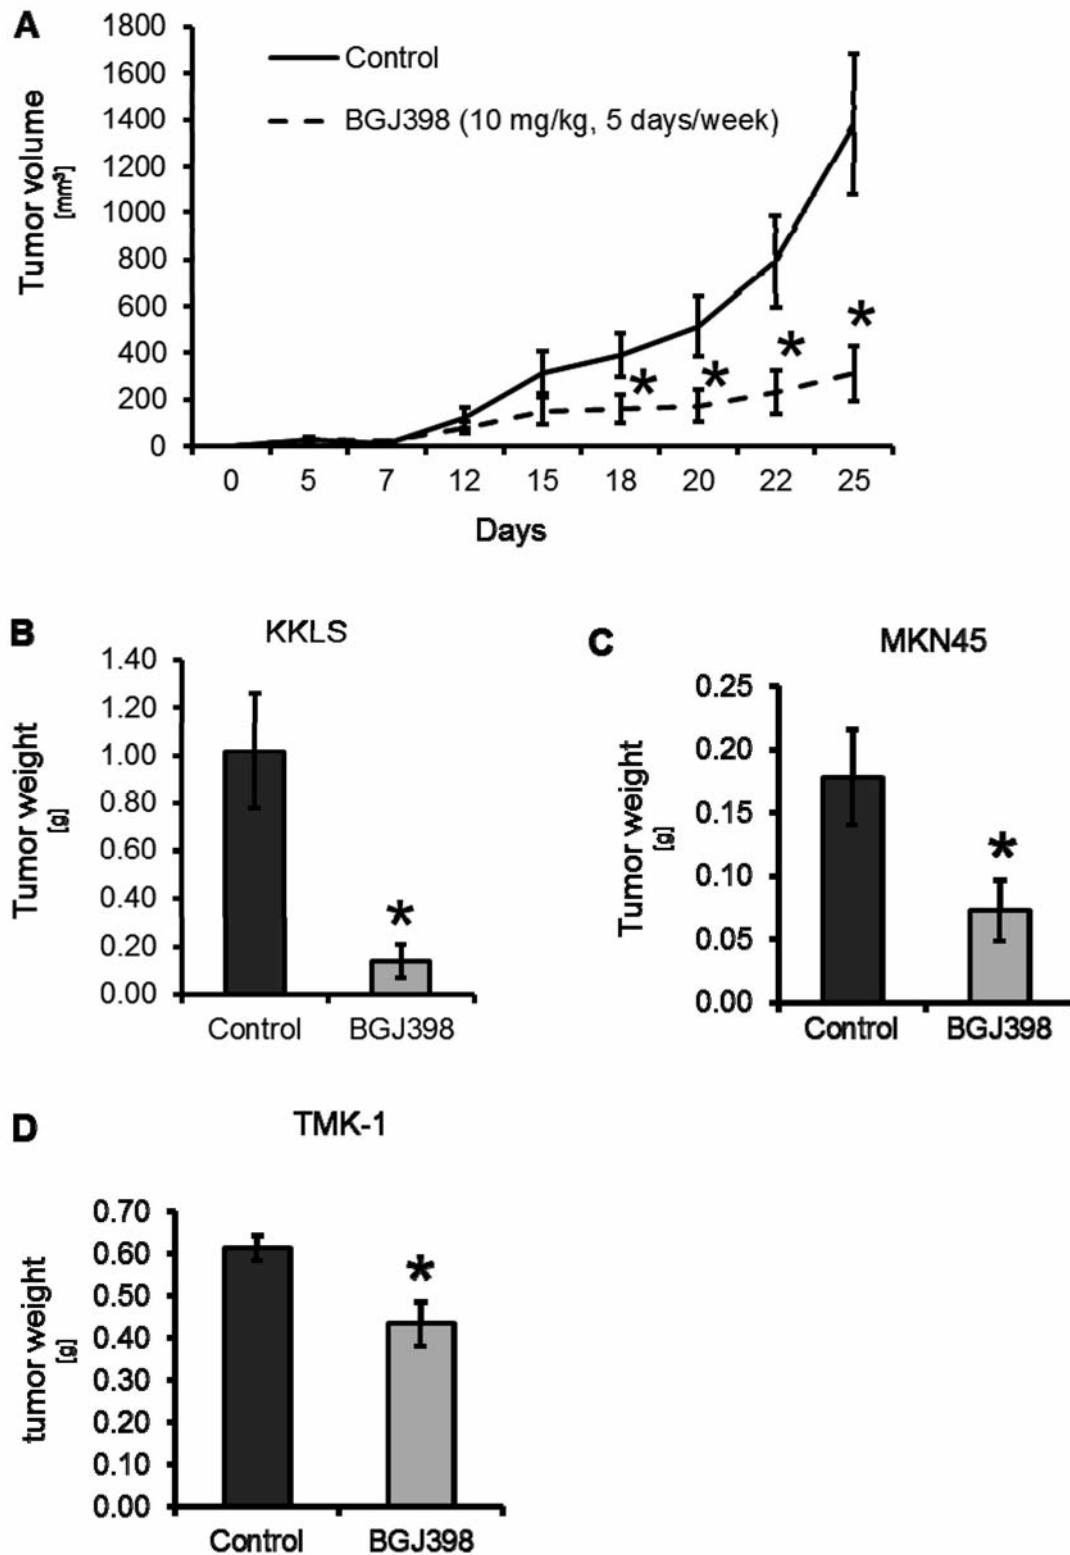 A
1800
1600
1400
1200
1000
800
600
400
200
0
Tumor volume
[mm³]
Control
BGJ398 (10 mg/kg, 5 days/week)
* * * *
0 5 7 12 15 18 20 22 25
Days
B
KKLS
1.40
1.20
1.00
0.80
0.60
0.40
0.20
0.00
Tumor weight
[g]
*
Control BGJ398
C
MKN45
0.25
0.20
0.15
0.10
0.05
0.00
Tumor weight
[g]
*
Control BGJ398
D
TMK-1
0.70
0.60
0.50
0.40
0.30
0.20
0.10
0.00
tumor weight
[g]
*
Control BGJ398